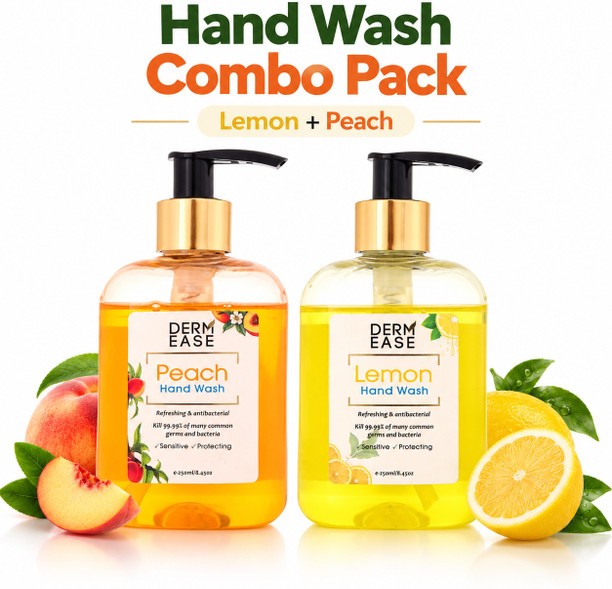 Hand Wash
Combo Pack
Lemon + Peach
DERM
EASE
Peach
Hand Wash
Refreshing & antibacterial
Kill 99.99% of many common
germs and bacteria
✓Sensitive ✓Protecting
e-250ml/8.45oz
DERM
EASE
Lemon
Hand Wash
Refreshing & antibacterial
Kill 99.99% of many common
germs and bacteria
✓Sensitive ✓Protecting
e-250ml/8.45oz